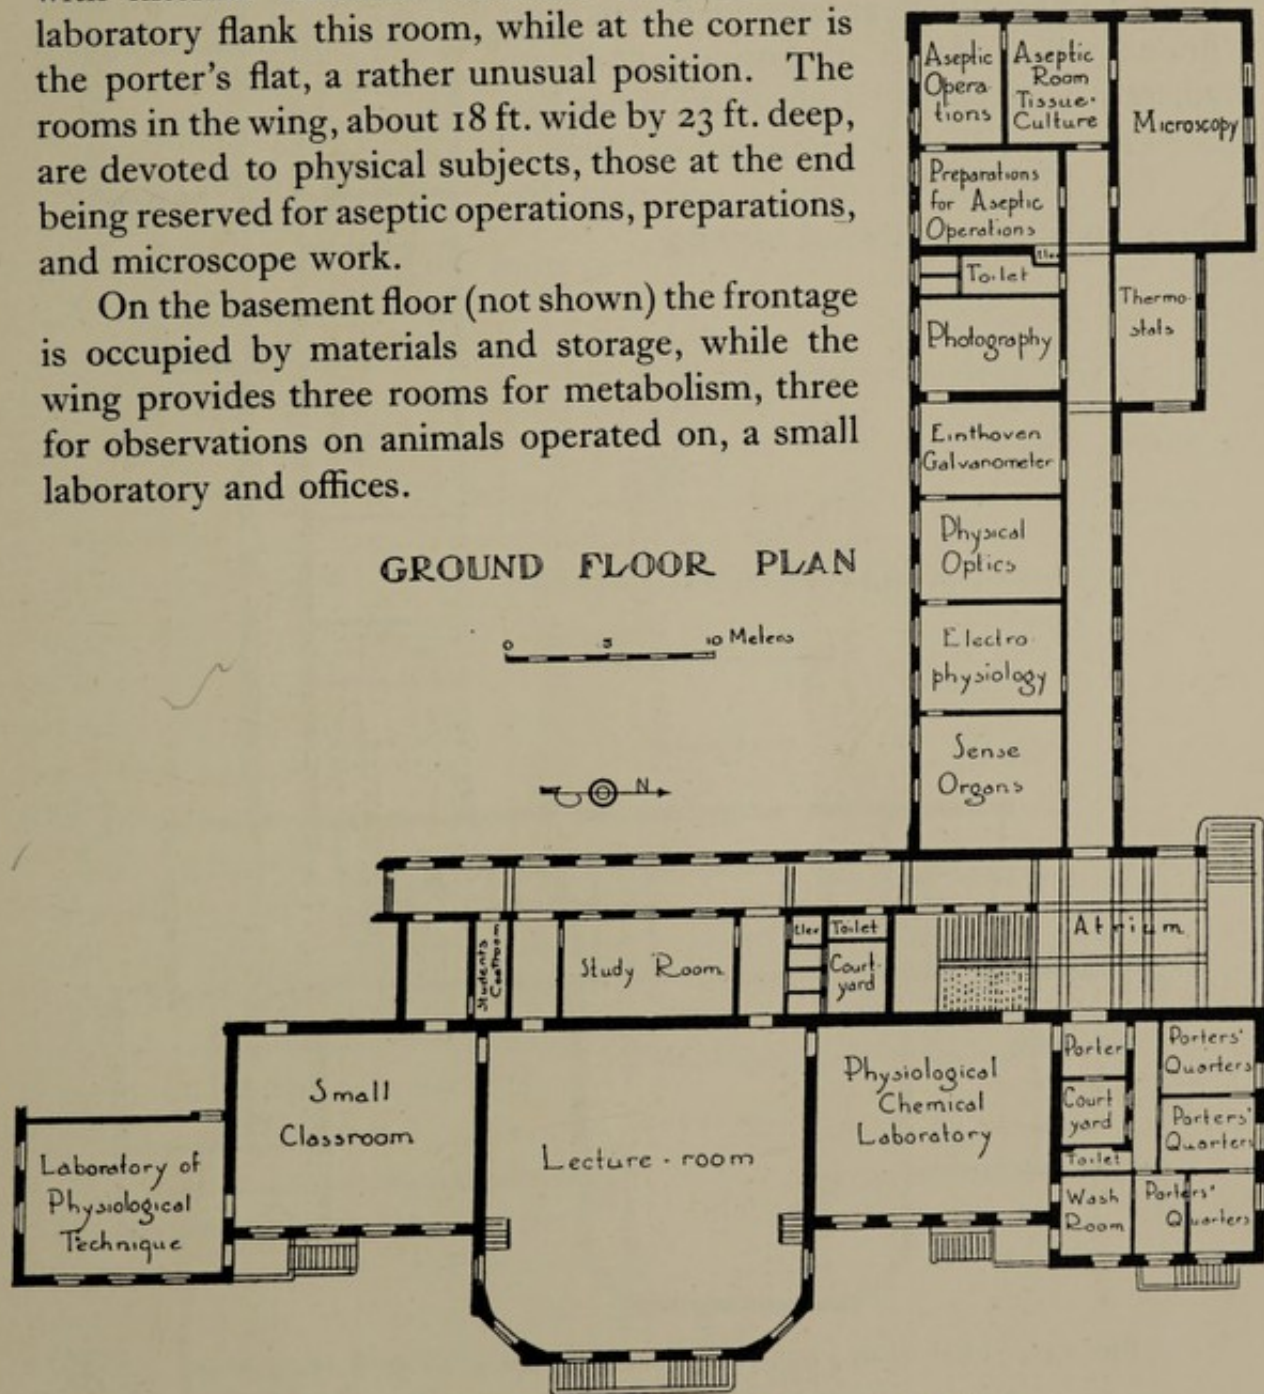 laboratory flank this room, while at the corner is
the porter's flat, a rather unusual position. The
rooms in the wing, about 18 ft. wide by 23 ft. deep,
are devoted to physical subjects, those at the end
being reserved for aseptic operations, preparations,
and microscope work.
On the basement floor (not shown) the frontage
is occupied by materials and storage, while the
wing provides three rooms for metabolism, three
for observations on animals operated on, a small
laboratory and offices.
GROUND FLOOR PLAN
0 5 10 Meters
N
Aseptic
Opera
tions
Aseptic
Room
Tissue-
Culture
Microscopy
Preparations
for Aseptic
Operations
Elev
Toilet
Thermo-
stats
Photography
Einthoven
Galvanometer
Physical
Optics
Electro-
physiology
Sense
Organs
Students
Coatroom
Study Room
Elev
Toilet
Court-
yard
Atrium
Laboratory of
Physiological
Technique
Small
Classroom
Lecture-room
Physiological
Chemical
Laboratory
Porter
Court
yard
Toilet
Wash
Room
Porters'
Quarters
Porters'
Quarters
Porters'
Quarters